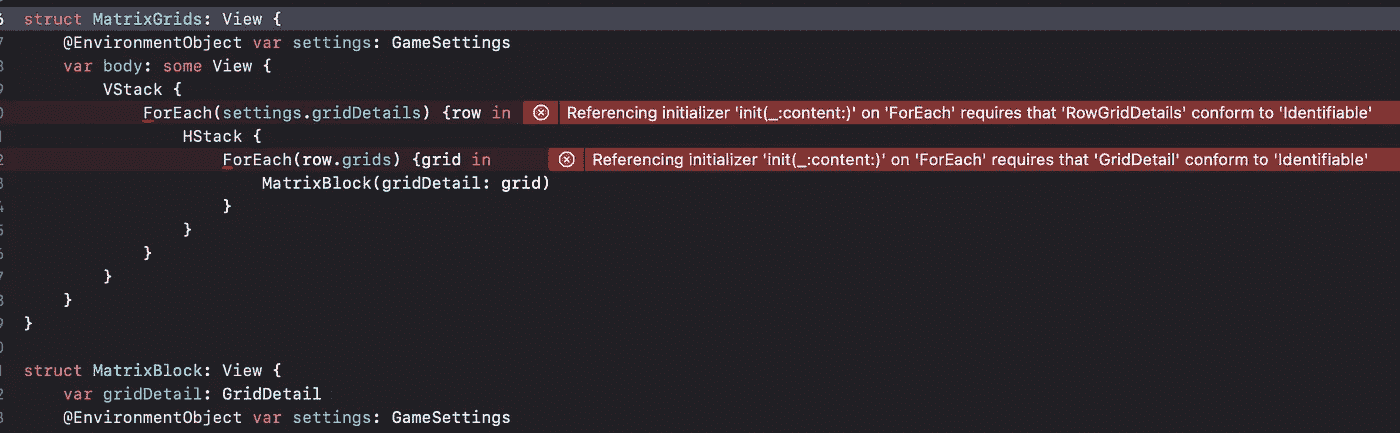 6 struct MatrixGrids: View {
7 @EnvironmentObject var settings: GameSettings
8 var body: some View {
9 VStack {
0 ForEach(settings.gridDetails) {row in Referencing initializer 'init(_:content:)' on 'ForEach' requires that 'RowGridDetails' conform to 'Identifiable'
1 HStack {
2 ForEach(row.grids) {grid in Referencing initializer 'init(_:content:)' on 'ForEach' requires that 'GridDetail' conform to 'Identifiable'
3 MatrixBlock(gridDetail: grid)
4 }
5 }
6 }
7 }
8 }
9 }
0
1 struct MatrixBlock: View {
2 var gridDetail: GridDetail
3 @EnvironmentObject var settings: GameSettings